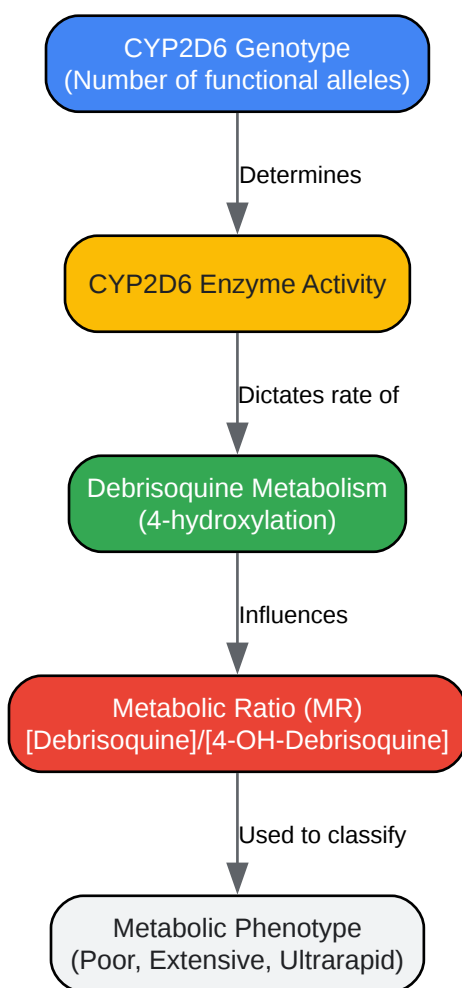 CYP2D6 Genotype
(Number of functional alleles)
Determines
CYP2D6 Enzyme Activity
Dictates rate of
Debrisoquine Metabolism
(4-hydroxylation)
Influences
Metabolic Ratio (MR)
[Debrisoquine]/[4-OH-Debrisoquine]
Used to classify
Metabolic Phenotype
(Poor, Extensive, Ultrarapid)